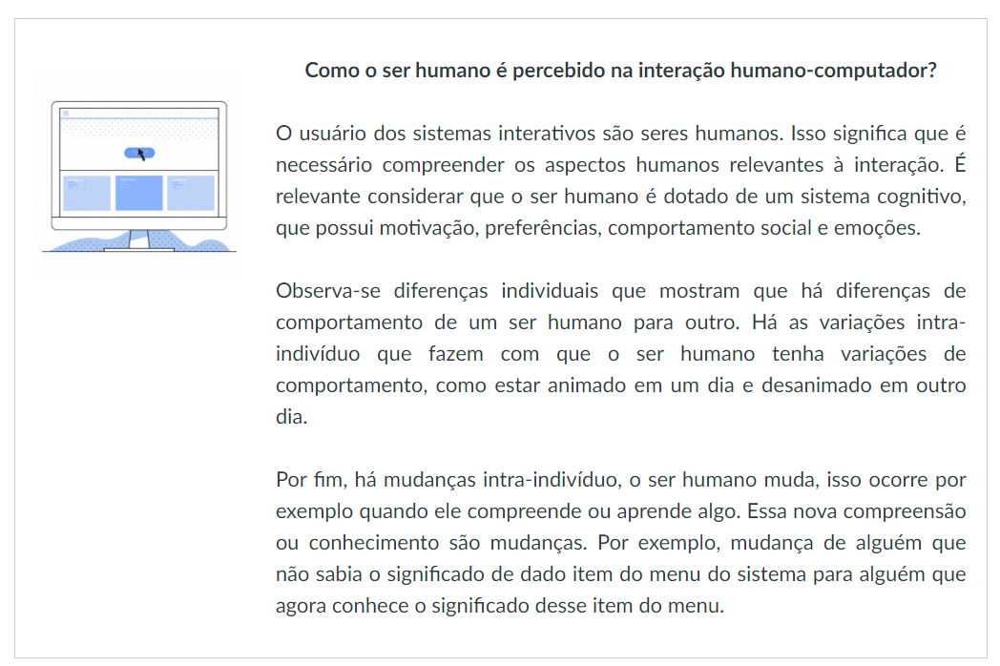 Como o ser humano é percebido na interação humano-computador?
O usuário dos sistemas interativos são seres humanos. Isso significa que é
necessário compreender os aspectos humanos relevantes à interação. É
relevante considerar que o ser humano é dotado de um sistema cognitivo,
que possui motivação, preferências, comportamento social e emoções.
Observa-se diferenças individuais que mostram que há diferenças de
comportamento de um ser humano para outro. Há as variações intra-
indivíduo que fazem com que o ser humano tenha variações de
comportamento, como estar animado em um dia e desanimado em outro
dia.
Por fim, há mudanças intra-indivíduo, o ser humano muda, isso ocorre por
exemplo quando ele compreende ou aprende algo. Essa nova compreensão
ou conhecimento são mudanças. Por exemplo, mudança de alguém que
não sabia o significado de dado item do menu do sistema para alguém que
agora conhece o significado desse item do menu.